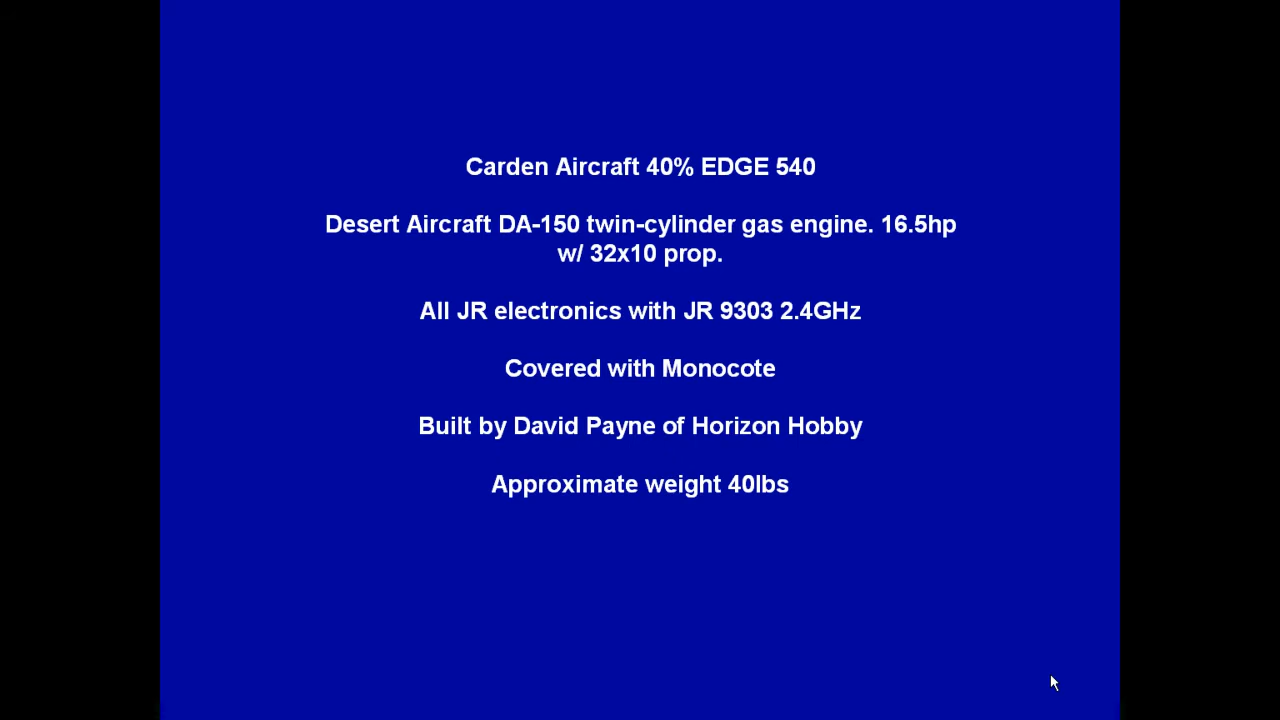 Carden Aircraft 40% EDGE 540
Desert Aircraft DA-150 twin-cylinder gas engine. 16.5hp
w/ 32x10 prop.
All JR electronics with JR 9303 2.4GHz
Covered with Monocote
Built by David Payne of Horizon Hobby
Approximate weight 40lbs